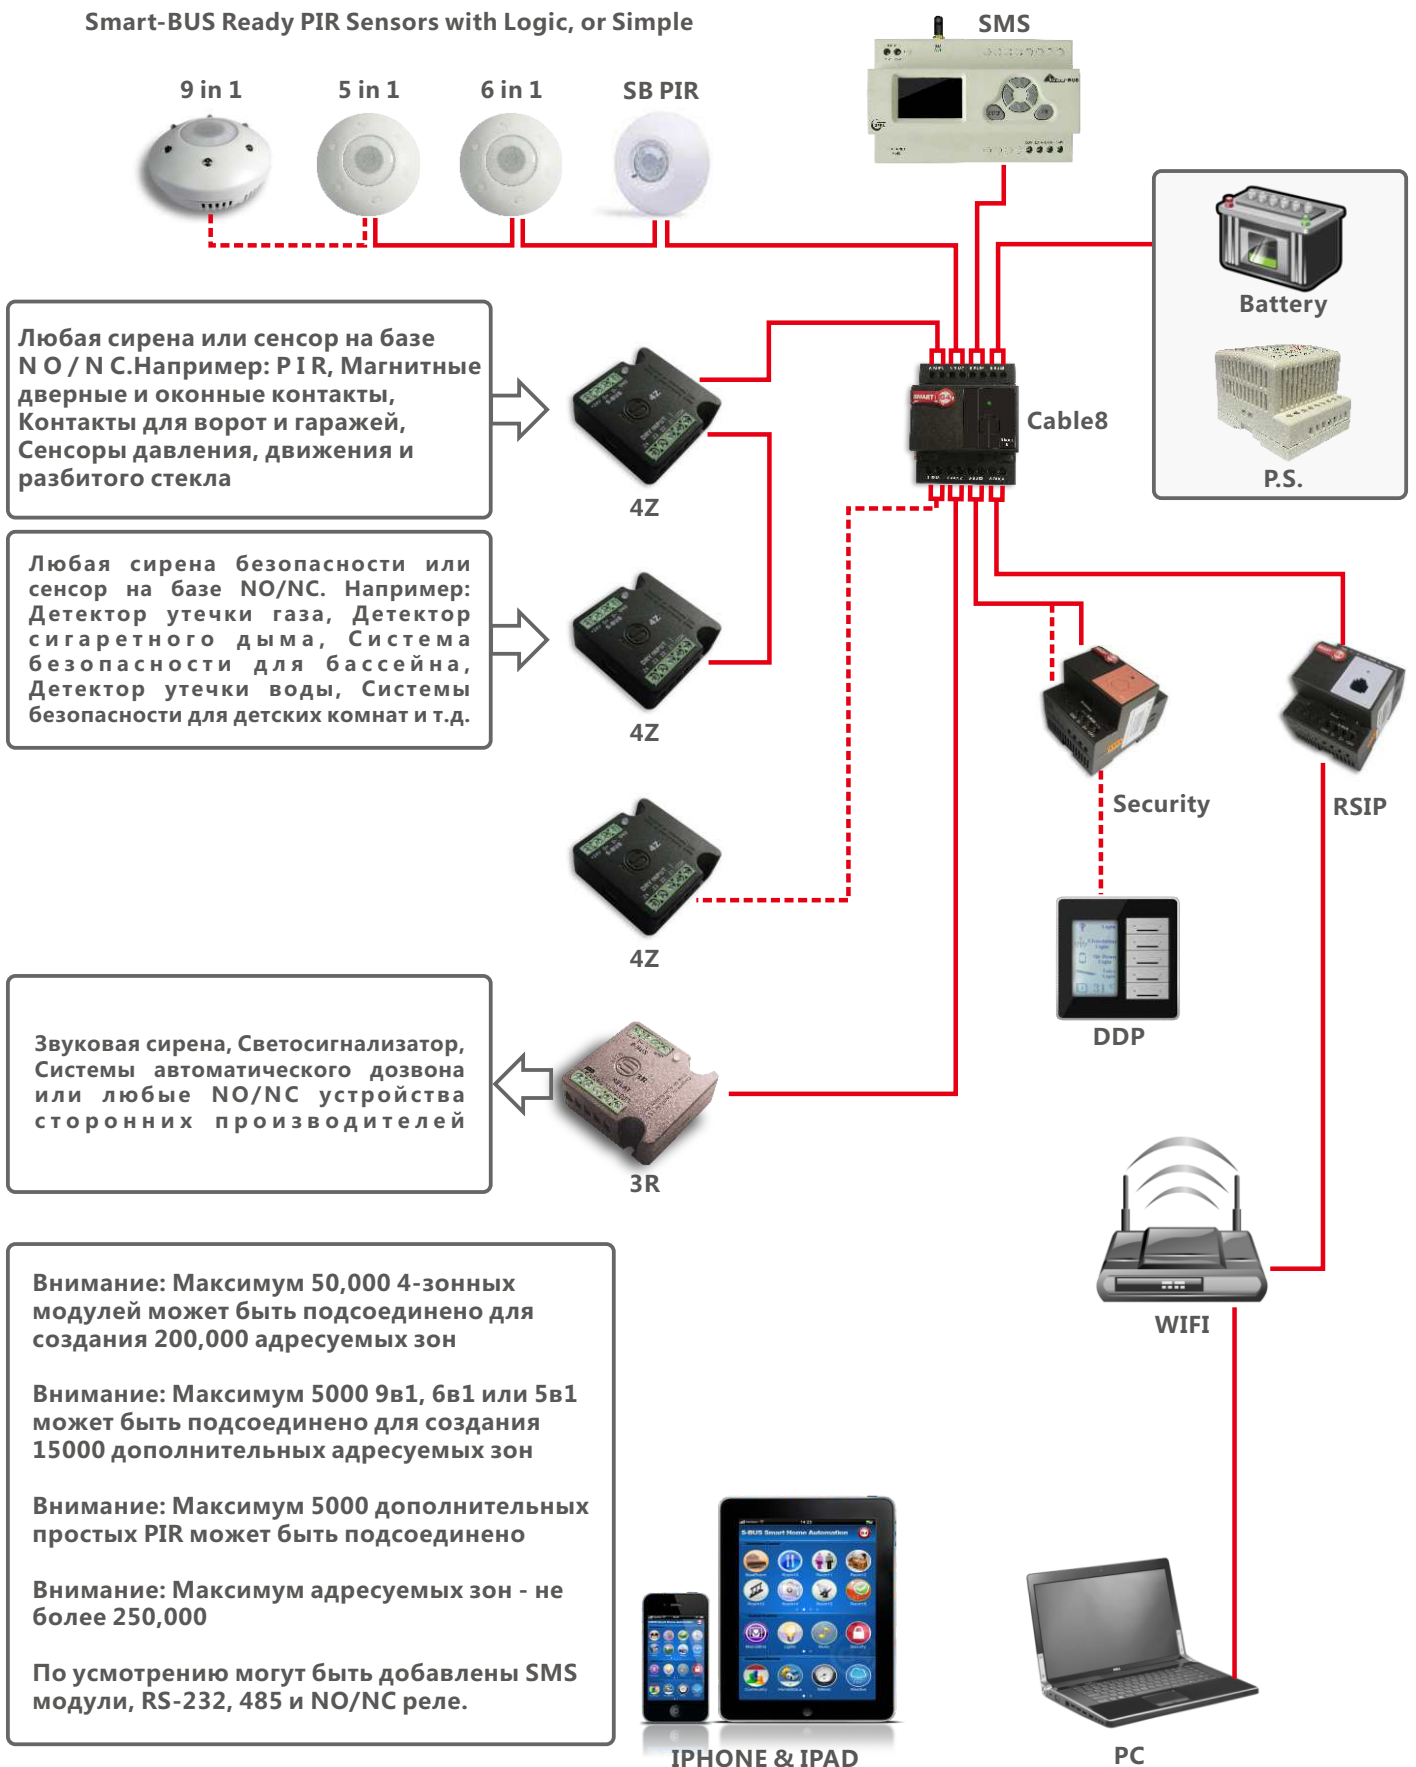 Smart-BUS Ready PIR Sensors with Logic, or Simple
SMS
9 in 1
5 in 1
6 in 1
SB PIR
Battery
P.S.
Любая сирена или сенсор на базе
N O / N C.Например: P I R, Магнитные
дверные и оконные контакты,
Контакты для ворот и гаражей,
Сенсоры давления, движения и
разбитого стекла
4Z
Cable8
Любая сирена безопасности или
сенсор на базе NO/NC. Например:
Детектор утечки газа, Детектор
сигаретного дыма, Система
безопасности для бассейна,
Детектор утечки воды, Системы
безопасности для детских комнат и т.д.
4Z
Security
RSIP
4Z
DDP
Звуковая сирена, Светосигнализатор,
Системы автоматического дозвона
или любые NO/NC устройства
сторонних производителей
3R
WIFI
Внимание: Максимум 50,000 4-зонных
модулей может быть подсоединено для
создания 200,000 адресуемых зон
Внимание: Максимум 5000 9в1, 6в1 или 5в1
может быть подсоединено для создания
15000 дополнительных адресуемых зон
Внимание: Максимум 5000 дополнительных
простых PIR может быть подсоединено
Внимание: Максимум адресуемых зон - не
более 250,000
По усмотрению могут быть добавлены SMS
модули, RS-232, 485 и NO/NC реле.
S-BUS Smart Home Automation
IPHONE & IPAD
PC